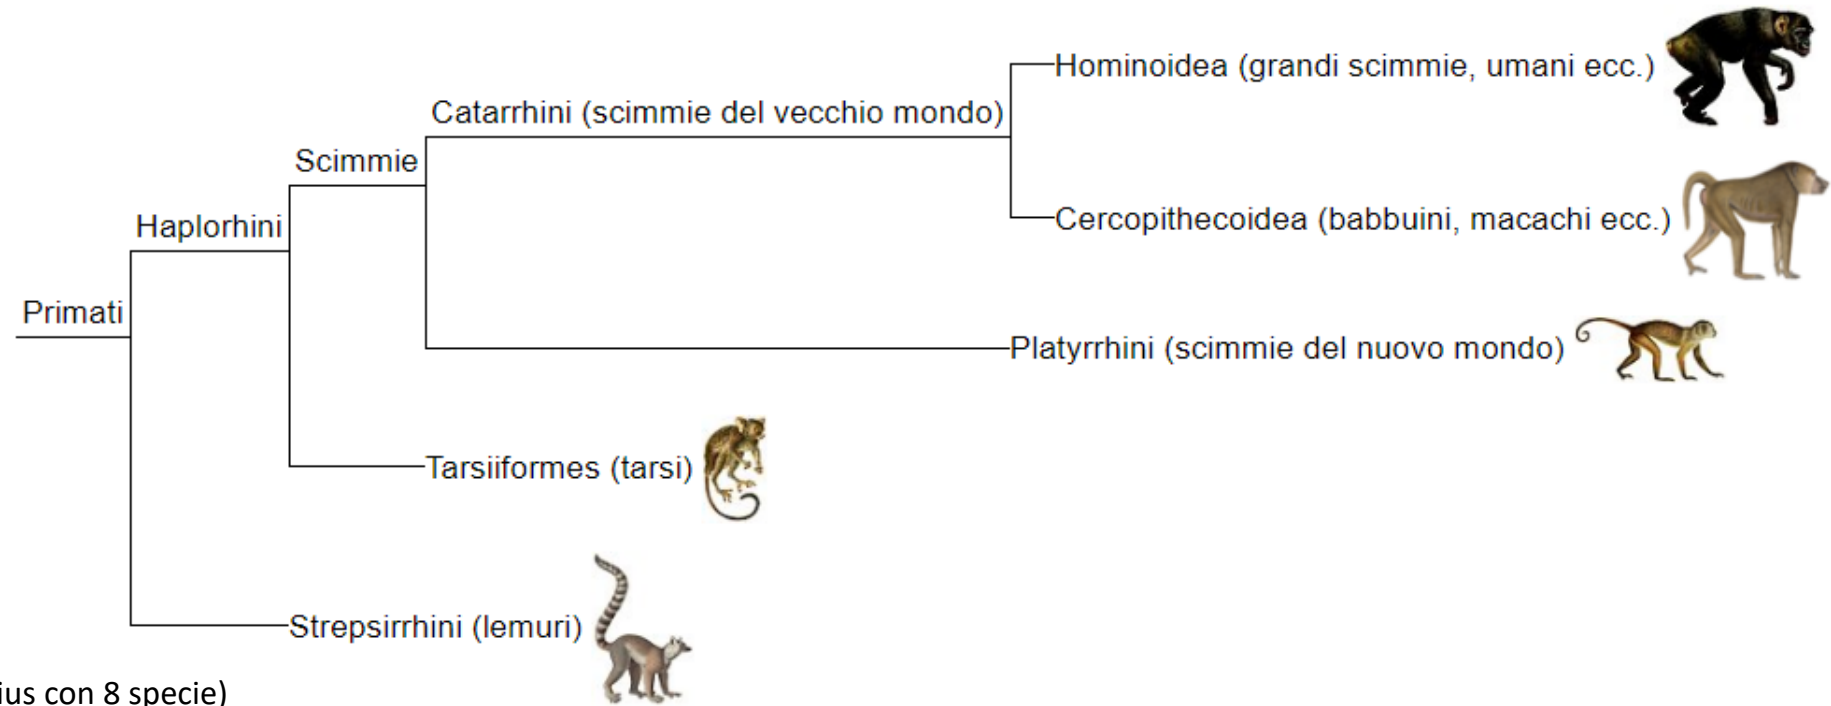 Hominoidea (grandi scimmie, umani ecc.)
Catarrhini (scimmie del vecchio mondo)
Scimmie
Cercopithecoidea (babbuini, macachi ecc.)
Haplorhini
Primati
Platyrrhini (scimmie del nuovo mondo)
Tarsiiformes (tarsi)
Strepsirrhini (lemuri)
ius con 8 specie)